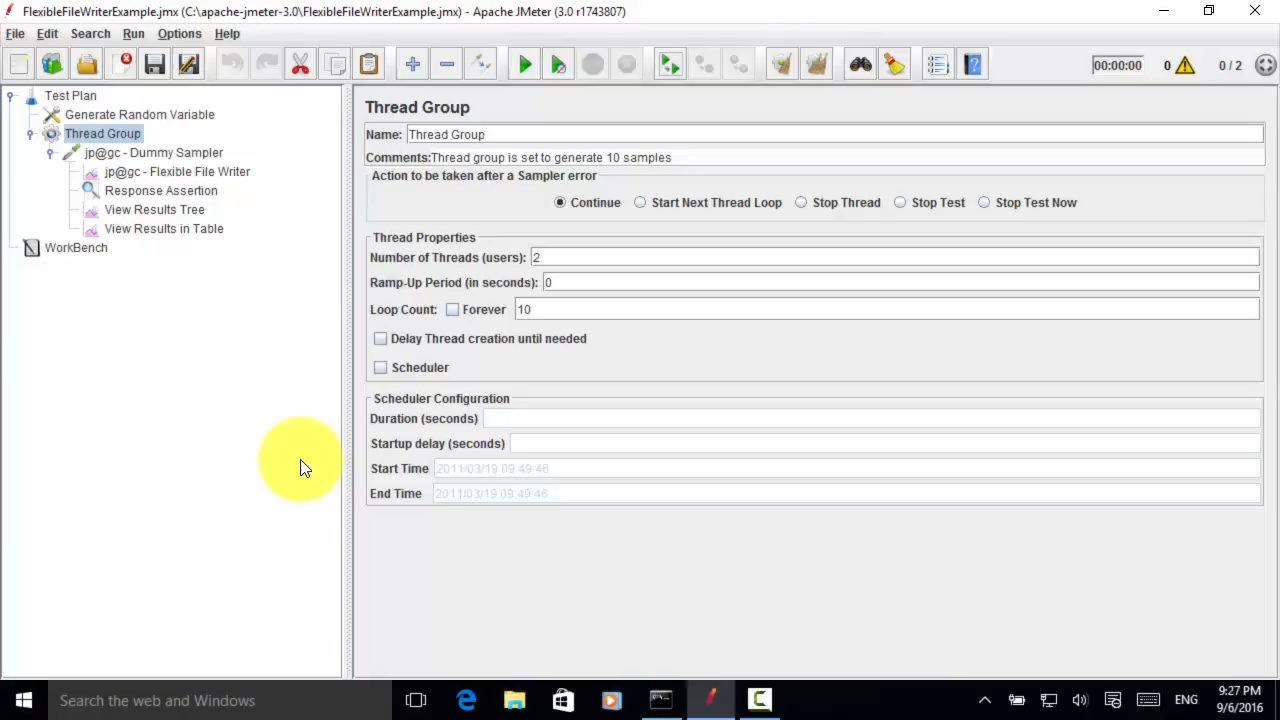 FlexibleFileWriterExample.jmx (C:\apache-jmeter-3.0\FlexibleFileWriterExample.jmx) - Apache JMeter (3.0 r1743807)
File Edit Search Run Options Help
00:00:00 0 0 / 2
Test Plan
Generate Random Variable
Thread Group
jp@gc - Dummy Sampler
jp@gc - Flexible File Writer
Response Assertion
View Results Tree
View Results in Table
WorkBench
Thread Group
Name: Thread Group
Comments: Thread group is set to generate 10 samples
Action to be taken after a Sampler error
Continue Start Next Thread Loop Stop Thread Stop Test Stop Test Now
Thread Properties
Number of Threads (users): 2
Ramp-Up Period (in seconds): 0
Loop Count: Forever 10
Delay Thread creation until needed
Scheduler
Scheduler Configuration
Duration (seconds)
Startup delay (seconds)
Start Time 2011/03/19 09:49:46
End Time 2011/03/19 09:49:46
Search the web and Windows
ENG
9:27 PM
9/6/2016